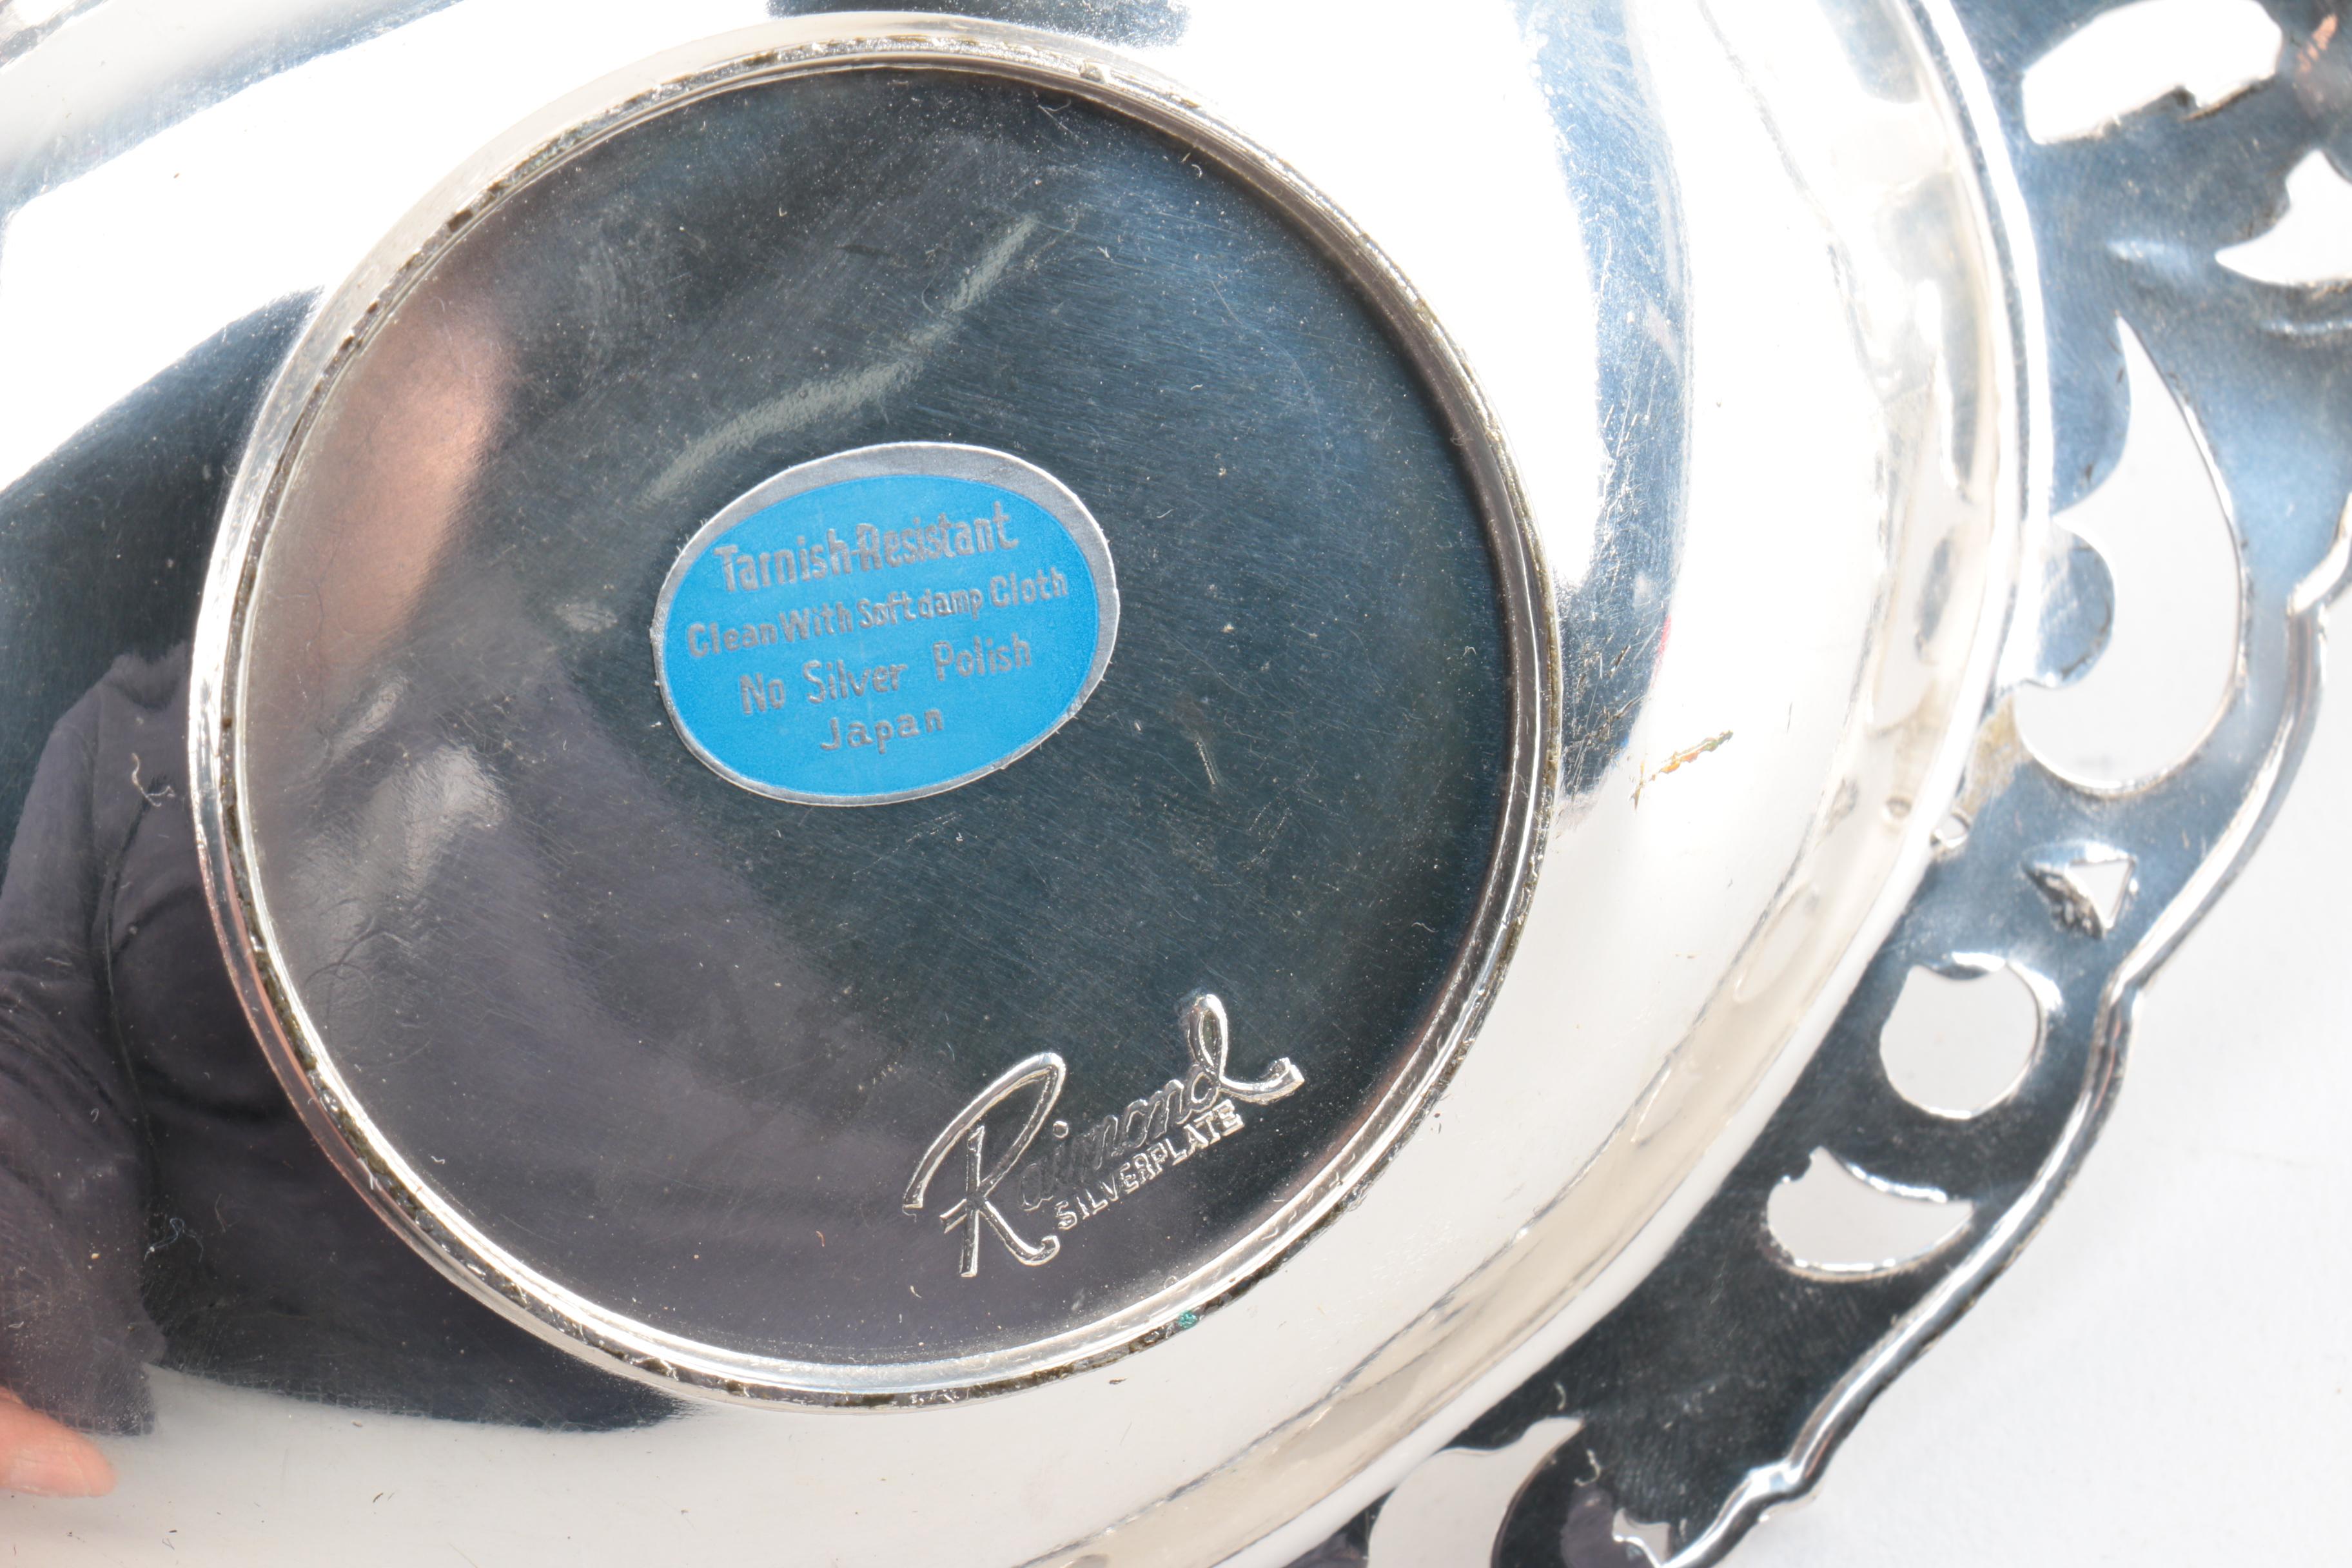 Tarnish-Resistant
Clean With Soft damp Cloth
No Silver Polish
Japan
Raimond
SILVERPLATE